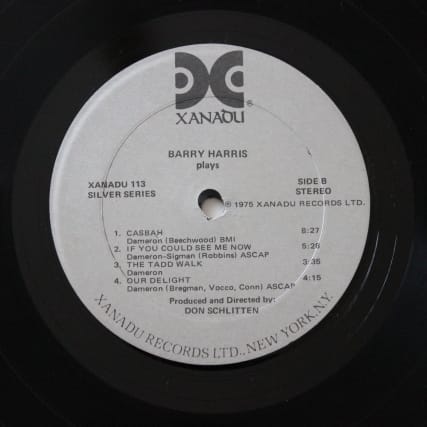 XANADU
®
BARRY HARRIS
plays
XANADU 113
SILVER SERIES
SIDE B
STEREO
℗ 1975 XANADU RECORDS LTD.
1. CASBAH 8:27
Dameron (Beechwood) BMI
2. IF YOU COULD SEE ME NOW 5:26
Dameron-Sigman (Robbins) ASCAP
3. THE TADD WALK 3:35
Dameron
4. OUR DELIGHT 4:15
Dameron (Bregman, Vocco, Conn) ASCAP
Produced and Directed by:
DON SCHLITTEN
XANADU RECORDS LTD., NEW YORK, N.Y.